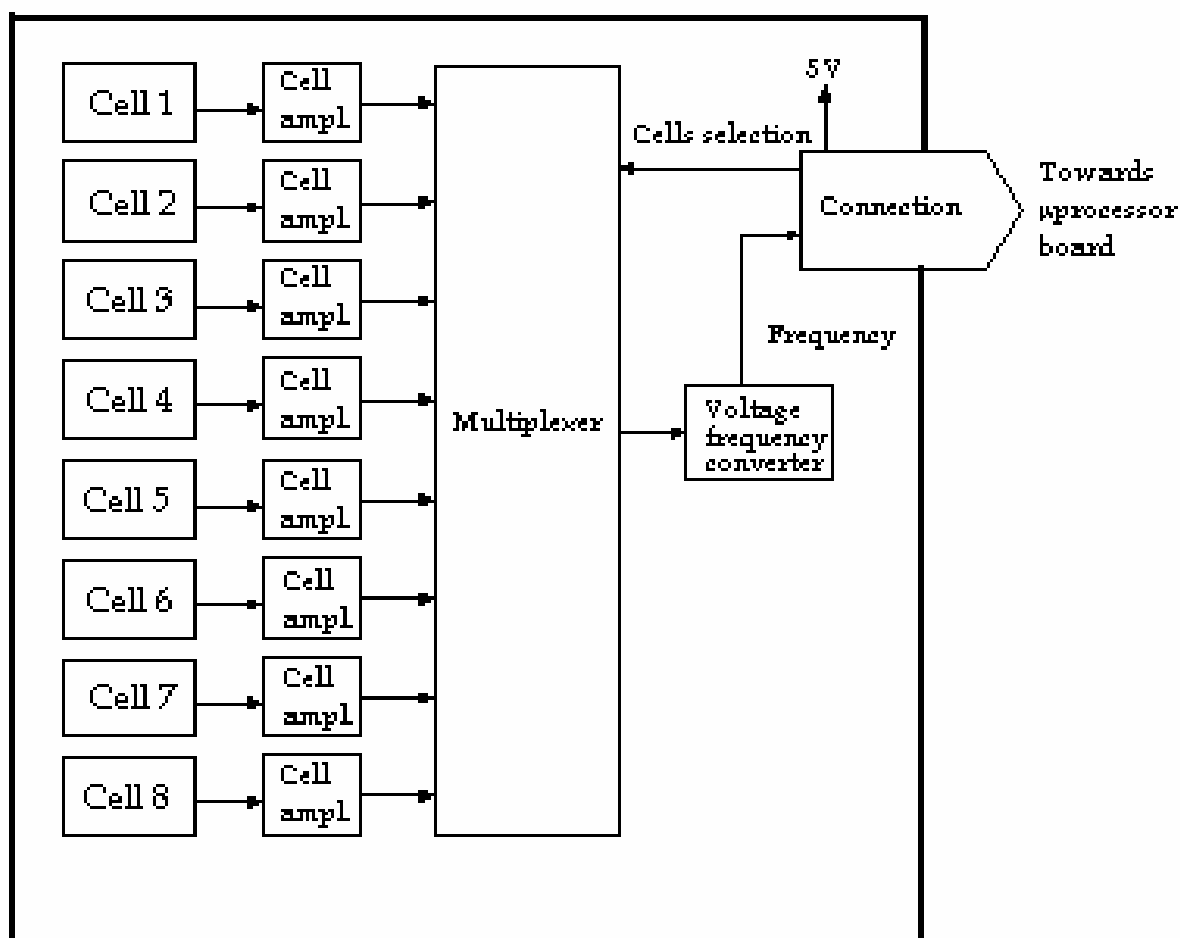 Cell 1
Cell
ampl
Cell 2
Cell
ampl
Cell 3
Cell
ampl
Cell 4
Cell
ampl
Cell 5
Cell
ampl
Cell 6
Cell
ampl
Cell 7
Cell
ampl
Cell 8
Cell
ampl
Multiplexer
5V
Cells selection
Connection
Towards
µprocessor
board
Frequency
Voltage
frequency
converter